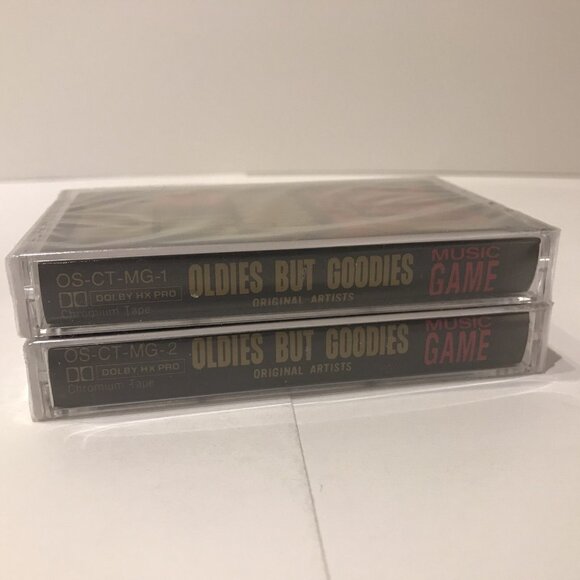 OS-CT-MG-1
DOLBY HX PRO
Chromium Tape
OLDIES BUT GOODIES
ORIGINAL ARTISTS
MUSIC
GAME
OS-CT-MG-2
DOLBY HX PRO
Chromium Tape
OLDIES BUT GOODIES
ORIGINAL ARTISTS
MUSIC
GAME